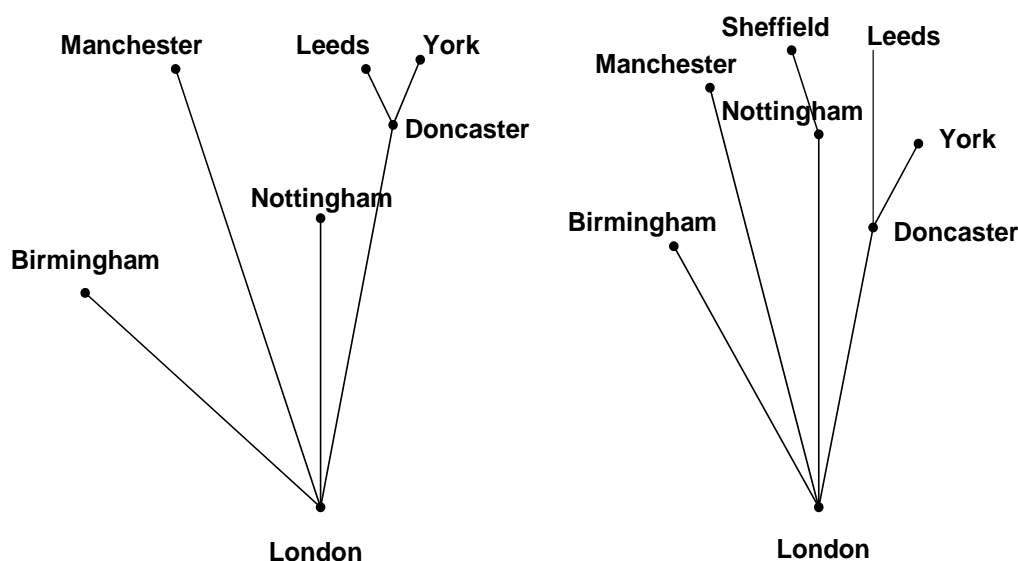 Manchester
Leeds
York
Doncaster
Nottingham
Birmingham
London
Sheffield
Leeds
Manchester
Nottingham
York
Birmingham
Doncaster
London